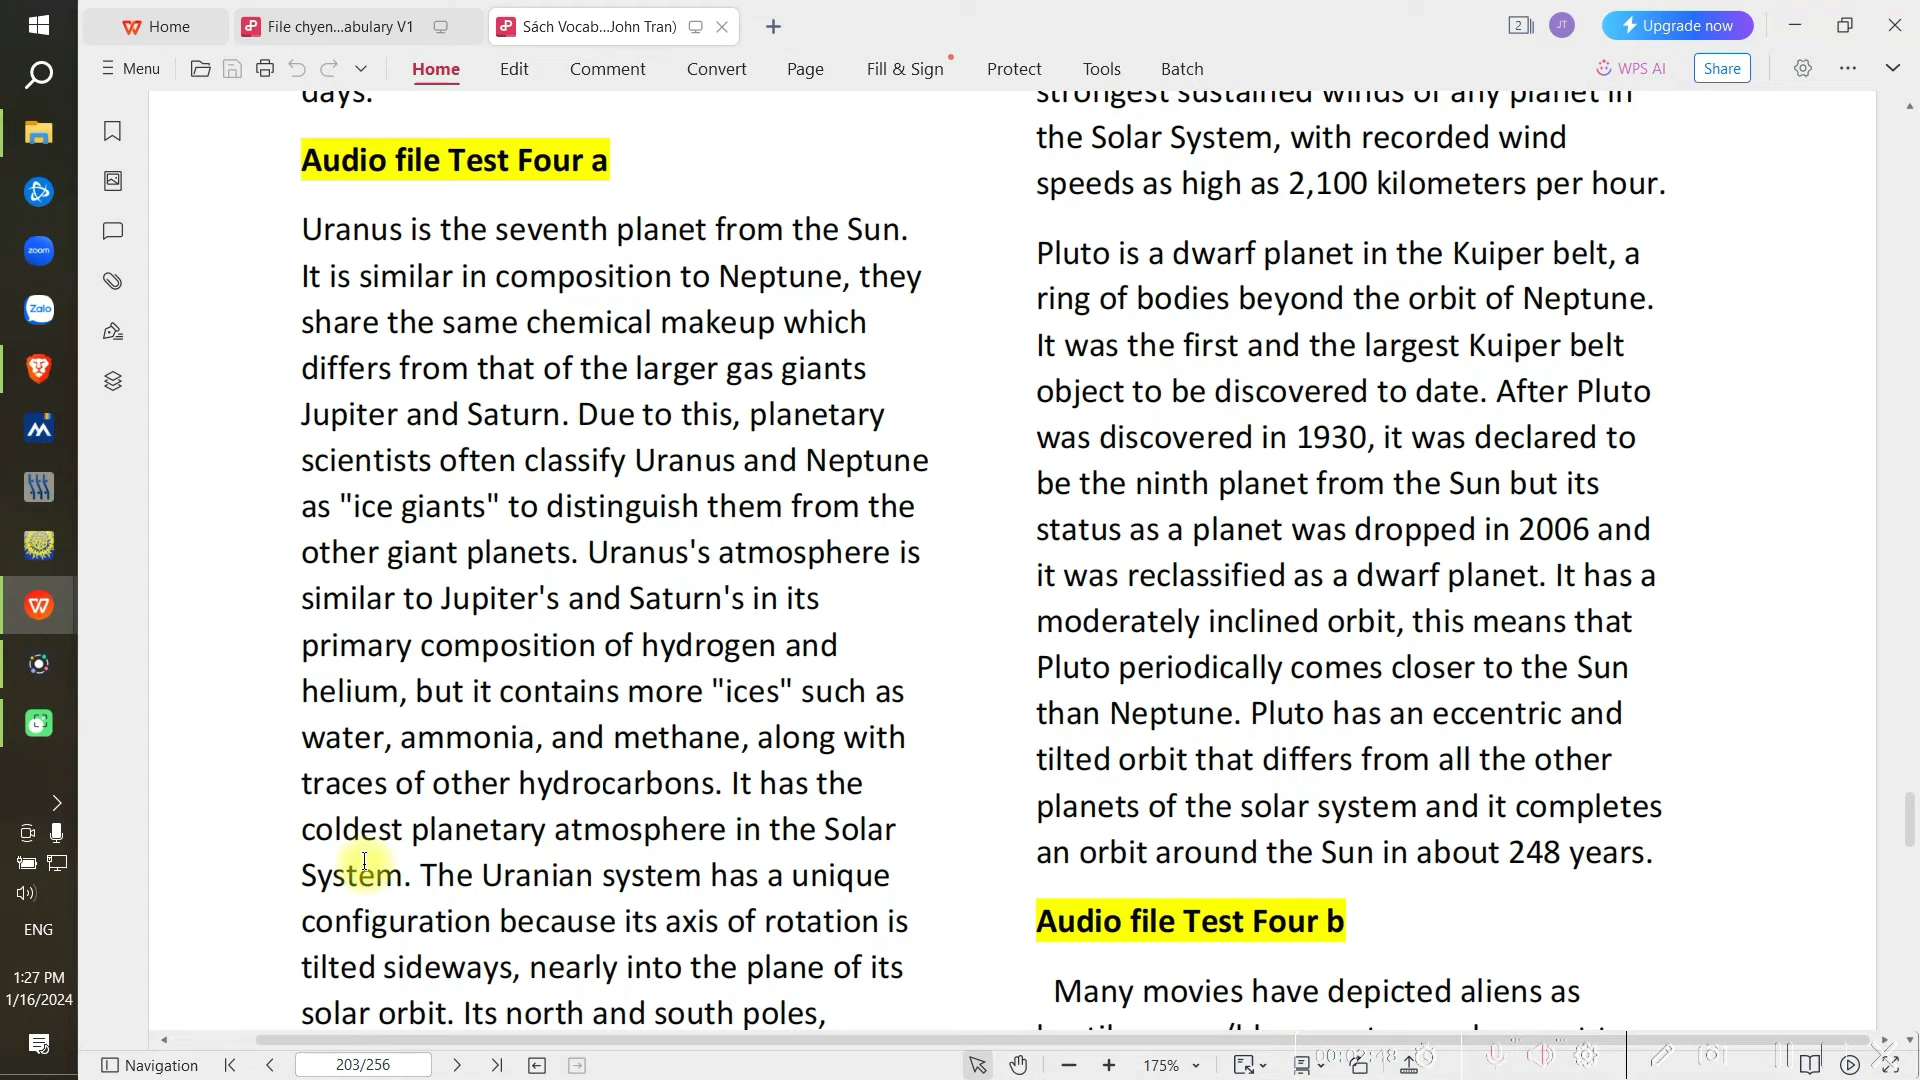 Home
File chyen...abulary V1
Sách Vocab...John Tran)
2
JT
Upgrade now
Menu
Home
Edit
Comment
Convert
Page
Fill & Sign
Protect
Tools
Batch
WPS AI
Share
days.
Audio file Test Four a
Uranus is the seventh planet from the Sun.
It is similar in composition to Neptune, they
share the same chemical makeup which
differs from that of the larger gas giants
Jupiter and Saturn. Due to this, planetary
scientists often classify Uranus and Neptune
as "ice giants" to distinguish them from the
other giant planets. Uranus's atmosphere is
similar to Jupiter's and Saturn's in its
primary composition of hydrogen and
helium, but it contains more "ices" such as
water, ammonia, and methane, along with
traces of other hydrocarbons. It has the
coldest planetary atmosphere in the Solar
System. The Uranian system has a unique
configuration because its axis of rotation is
tilted sideways, nearly into the plane of its
solar orbit. Its north and south poles,
strongest sustained winds of any planet in
the Solar System, with recorded wind
speeds as high as 2,100 kilometers per hour.
Pluto is a dwarf planet in the Kuiper belt, a
ring of bodies beyond the orbit of Neptune.
It was the first and the largest Kuiper belt
object to be discovered to date. After Pluto
was discovered in 1930, it was declared to
be the ninth planet from the Sun but its
status as a planet was dropped in 2006 and
it was reclassified as a dwarf planet. It has a
moderately inclined orbit, this means that
Pluto periodically comes closer to the Sun
than Neptune. Pluto has an eccentric and
tilted orbit that differs from all the other
planets of the solar system and it completes
an orbit around the Sun in about 248 years.
Audio file Test Four b
Many movies have depicted aliens as
zoom
Zalo
ENG
1:27 PM
1/16/2024
Navigation
203/256
175%
00:02:48